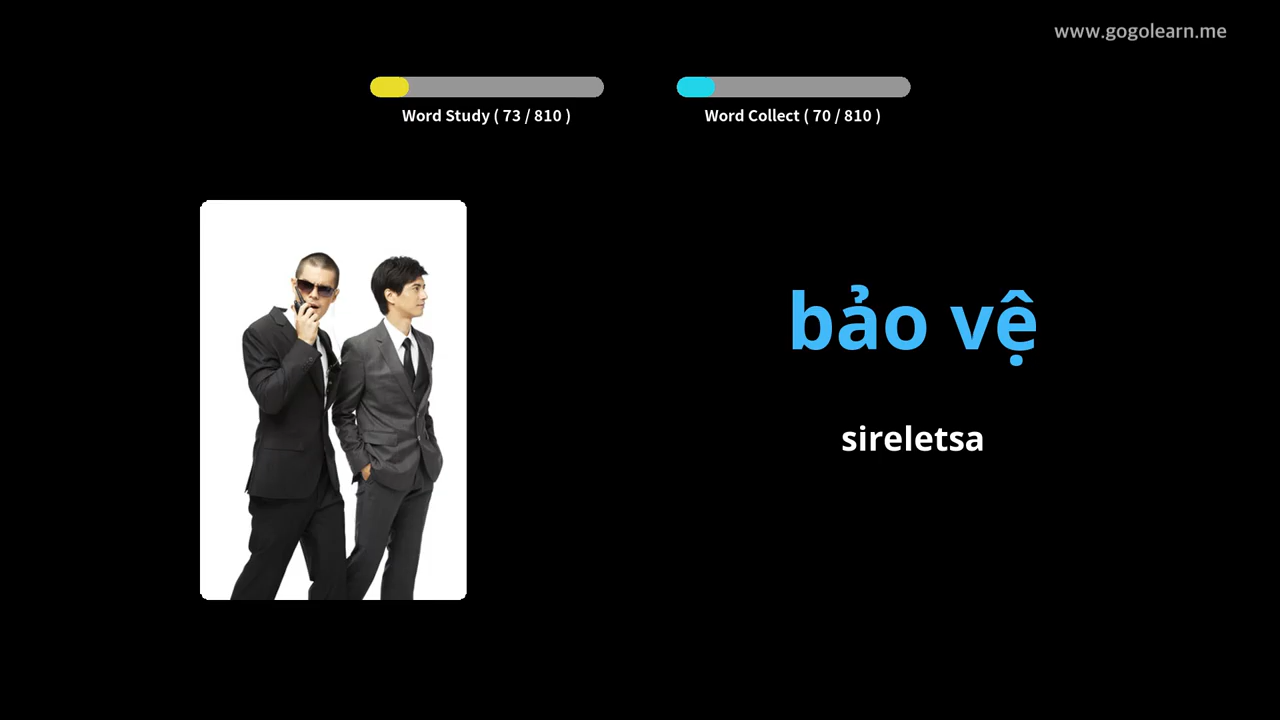 www.gogolearn.me
Word Study ( 73 / 810 )
Word Collect ( 70 / 810 )
bảo vệ
sireletsa